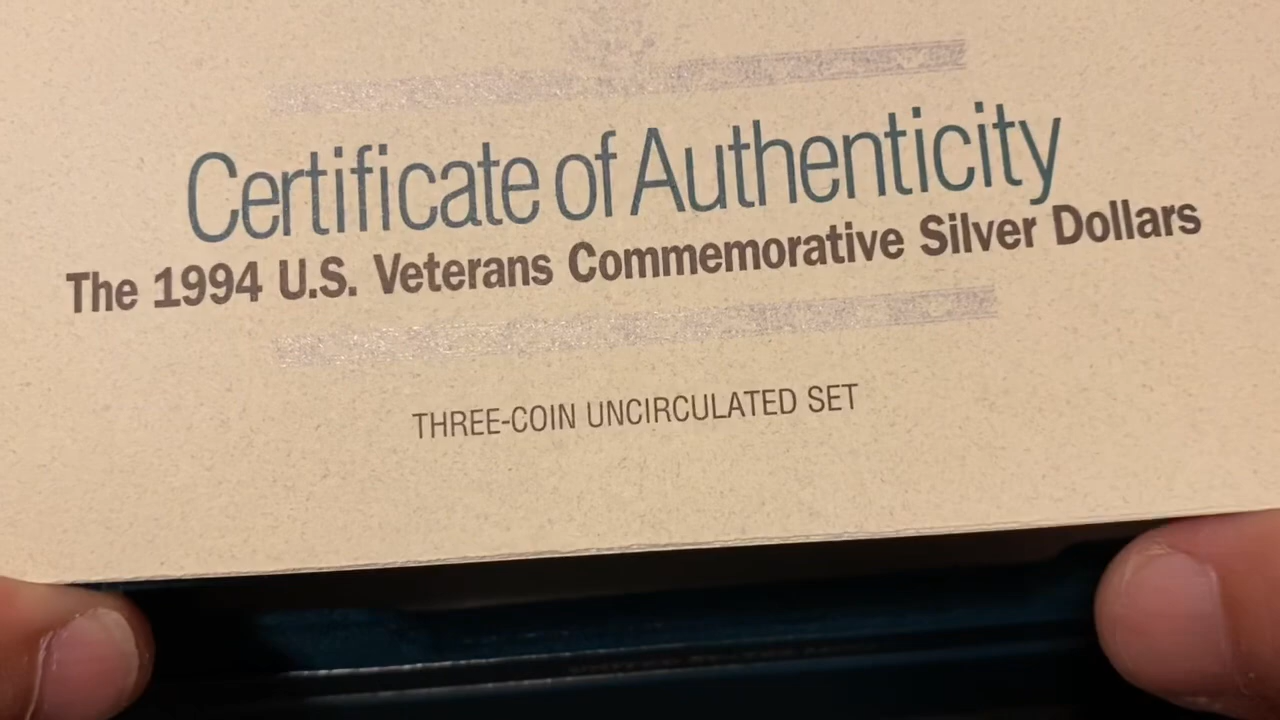 Certificate of Authenticity
The 1994 U.S. Veterans Commemorative Silver Dollars
THREE-COIN UNCIRCULATED SET